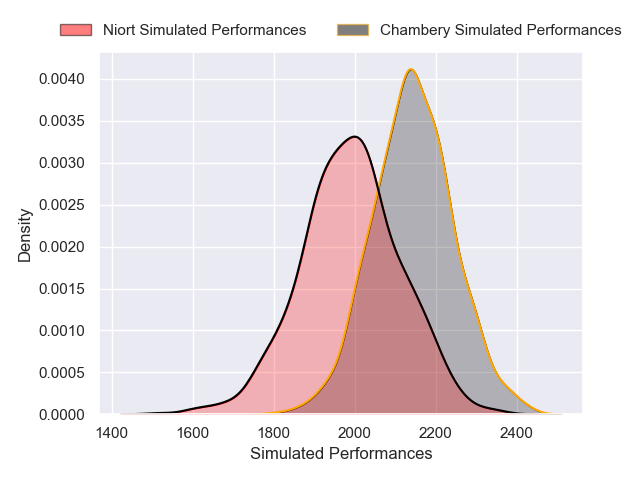 Niort Simulated Performances
Chambery Simulated Performances
0.0040
0.0035
0.0030
0.0025
0.0020
0.0015
0.0010
0.0005
0.0000
Density
1400 1600 1800 2000 2200 2400
Simulated Performances